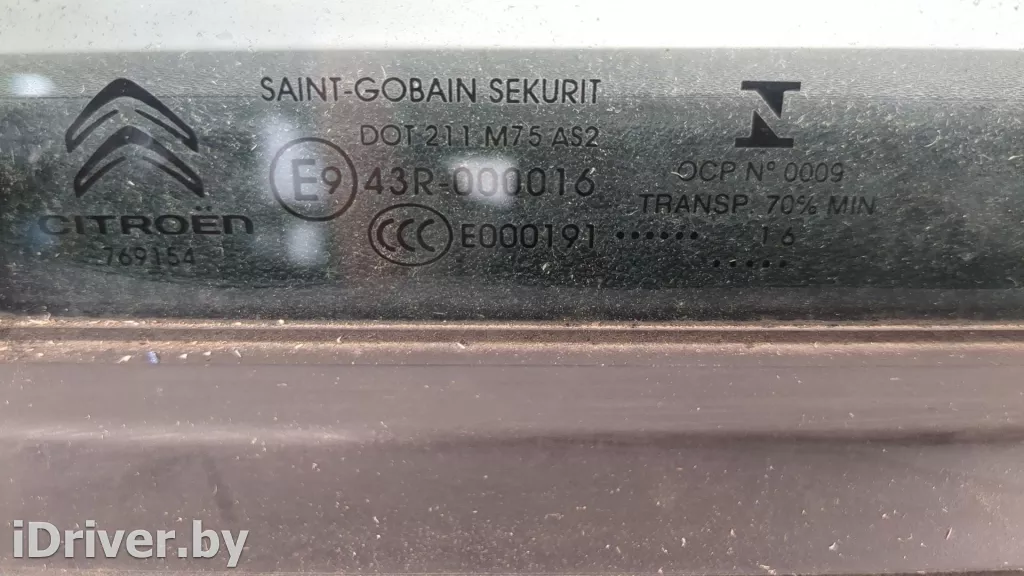 SAINT-GOBAIN SEKURIT
DOT 211 M75 AS2
E9 43R-000016
CCC E000191
CITROËN
769154
N
OCP N° 0009
TRANSP. 70% MIN
...... 16
.....
iDriver.by